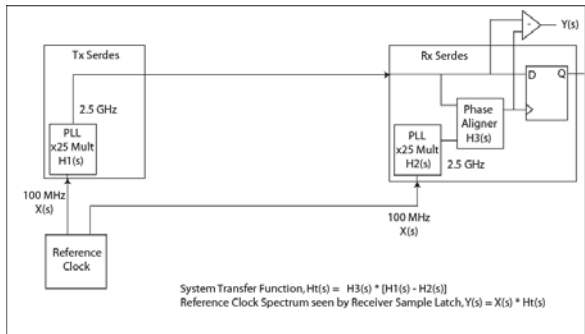 Y(s)
-
Tx Serdes
Rx Serdes
2.5 GHz
D
Q
PLL
x25 Mult
H1(s)
Phase
Aligner
H3(s)
PLL
x25 Mult
H2(s)
2.5 GHz
100 MHz
X(s)
100 MHz
X(s)
Reference
Clock
System Transfer Function, Ht(s) = H3(s) * [H1(s) - H2(s)]
Reference Clock Spectrum seen by Receiver Sample Latch, Y(s) = X(s) * Ht(s)